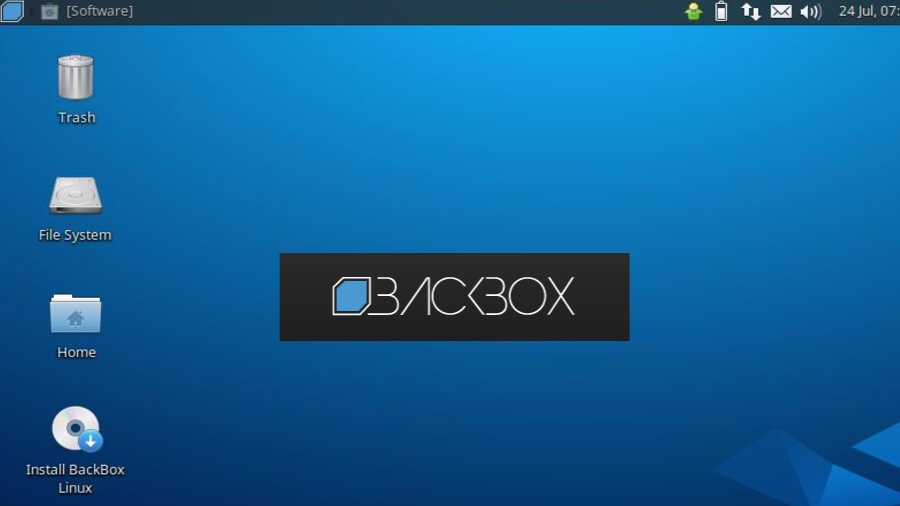 [Software]
24 Jul, 07:
Trash
File System
Home
Install BackBox
Linux
BACKBOX